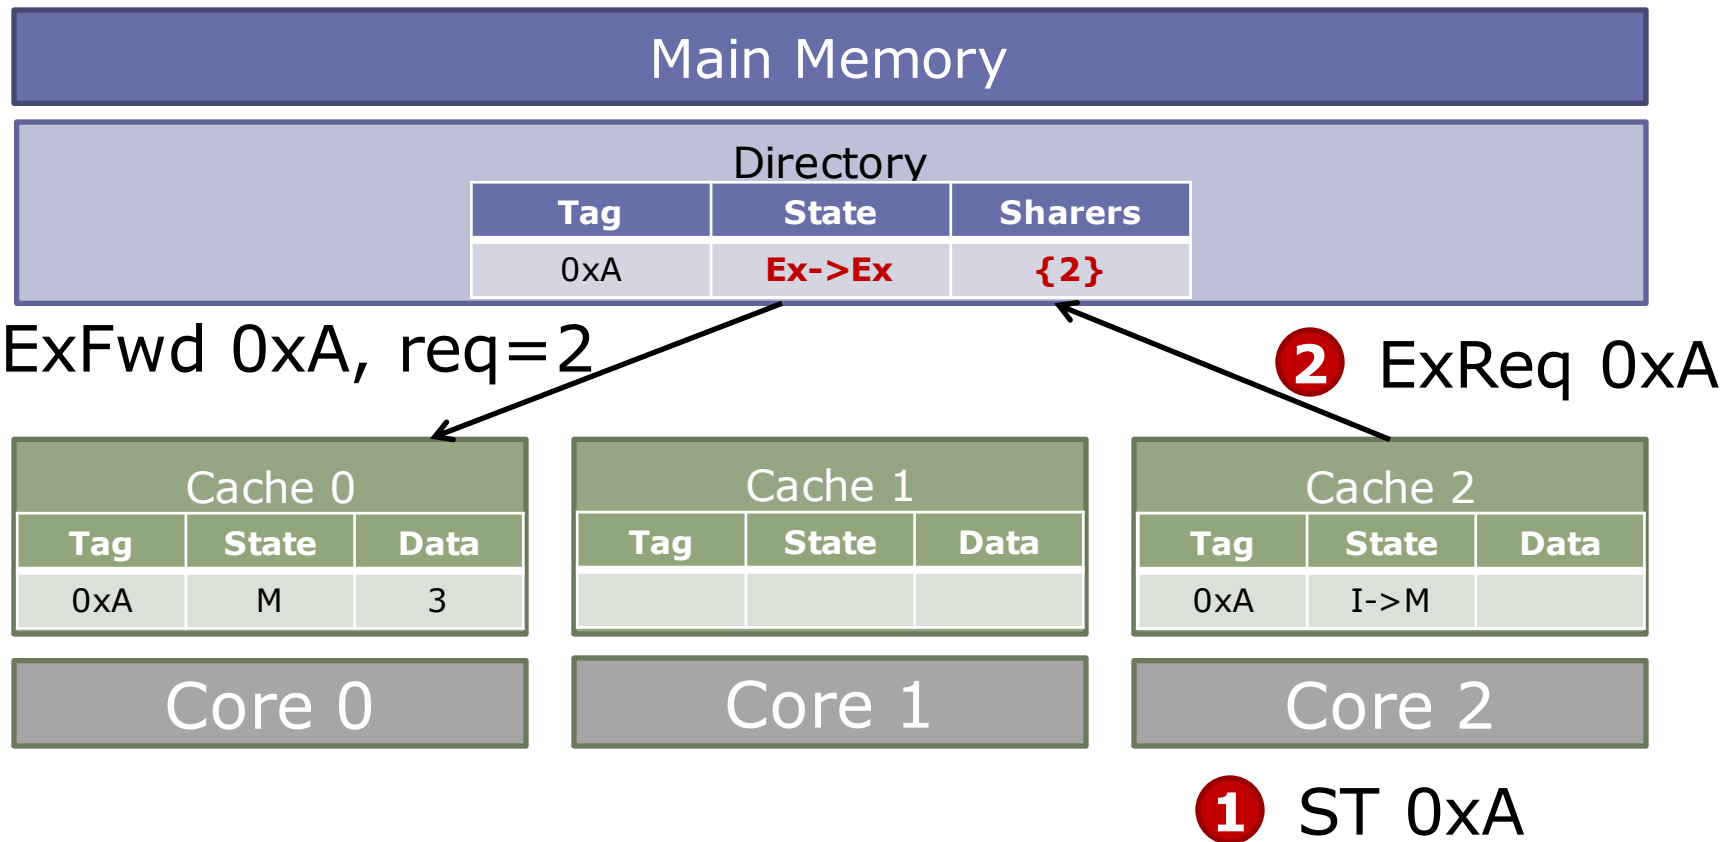 Main Memory
Directory
Tag State Sharers
0xA Ex->Ex {2}
ExFwd 0xA, req=2
2 ExReq 0xA
Cache 0
Tag State Data
0xA M 3
Cache 1
Tag State Data
Cache 2
Tag State Data
0xA I->M
Core 0
Core 1
Core 2
1 ST 0xA